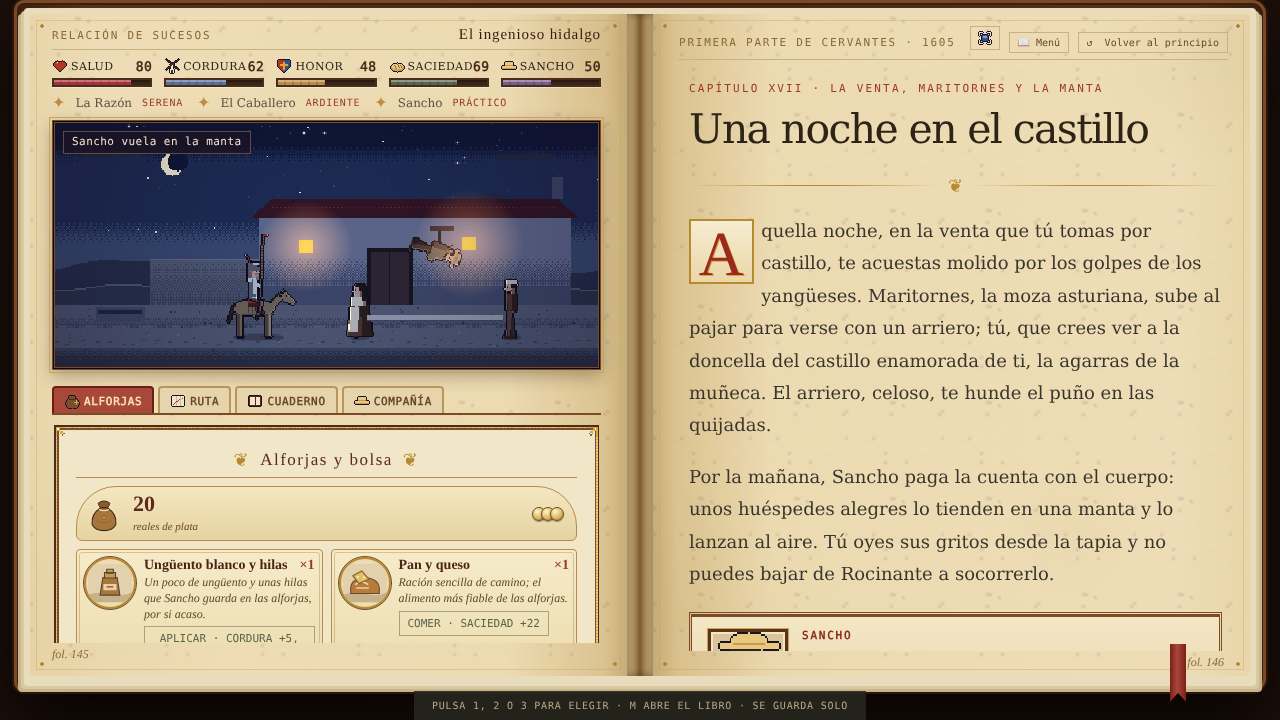 RELACIÓN DE SUCESOS
El ingenioso hidalgo
SALUD 80
CORDURA 62
HONOR 48
SACIEDAD 69
SANCHO 50
La Razón SERENA
El Caballero ARDIENTE
Sancho PRÁCTICO
Sancho vuela en la manta
ALFORJAS
RUTA
CUADERNO
COMPAÑÍA
Alforjas y bolsa
20
reales de plata
Ungüento blanco y hilas ×1
Un poco de ungüento y unas hilas
que Sancho guarda en las alforjas,
por si acaso.
APLICAR · CORDURA +5,
Pan y queso ×1
Ración sencilla de camino; el
alimento más fiable de las alforjas.
COMER · SACIEDAD +22
fol. 145
PRIMERA PARTE DE CERVANTES · 1605
Menú
↺ Volver al principio
CAPÍTULO XVII · LA VENTA, MARITORNES Y LA MANTA
Una noche en el castillo
Aquella noche, en la venta que tú tomas por
castillo, te acuestas molido por los golpes de los
yangüeses. Maritornes, la moza asturiana, sube al
pajar para verse con un arriero; tú, que crees ver a la
doncella del castillo enamorada de ti, la agarras de la
muñeca. El arriero, celoso, te hunde el puño en las
quijadas.
Por la mañana, Sancho paga la cuenta con el cuerpo:
unos huéspedes alegres lo tienden en una manta y lo
lanzan al aire. Tú oyes sus gritos desde la tapia y no
puedes bajar de Rocinante a socorrerlo.
SANCHO
fol. 146
PULSA 1, 2 O 3 PARA ELEGIR · M ABRE EL LIBRO · SE GUARDA SOLO